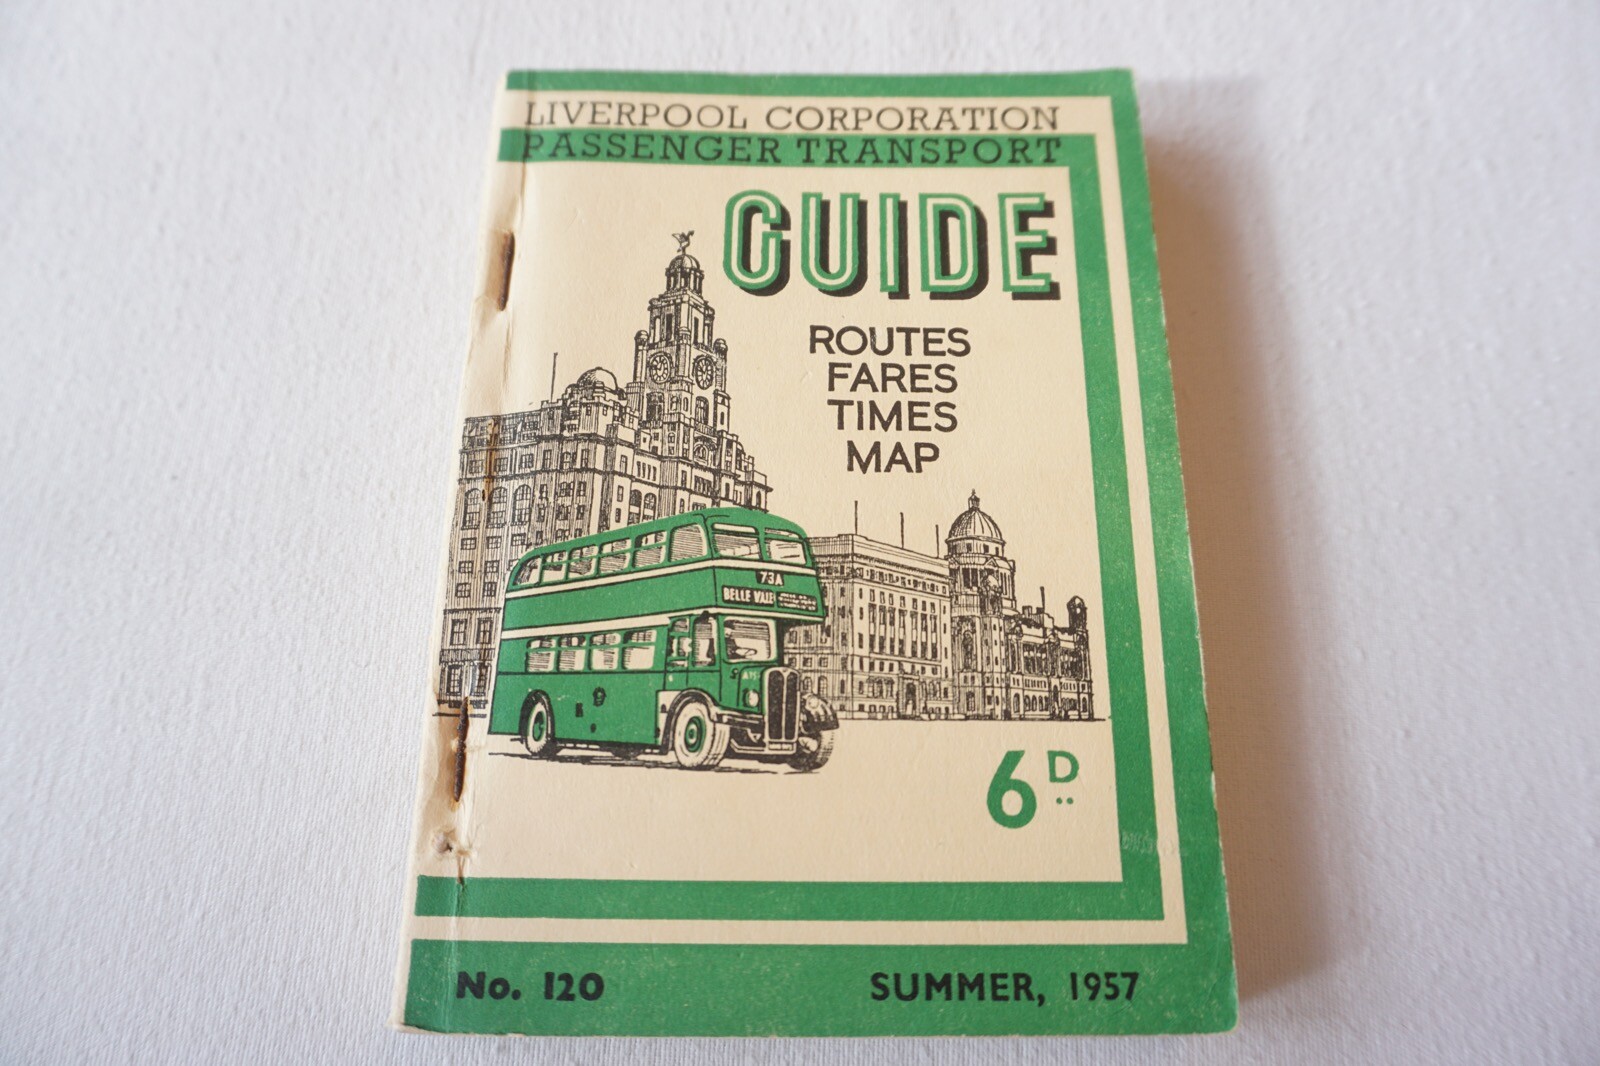 LIVERPOOL CORPORATION
PASSENGER TRANSPORT
GUIDE
ROUTES
FARES
TIMES
MAP
73A
BELLE VALE
6D
No. 120
SUMMER, 1957